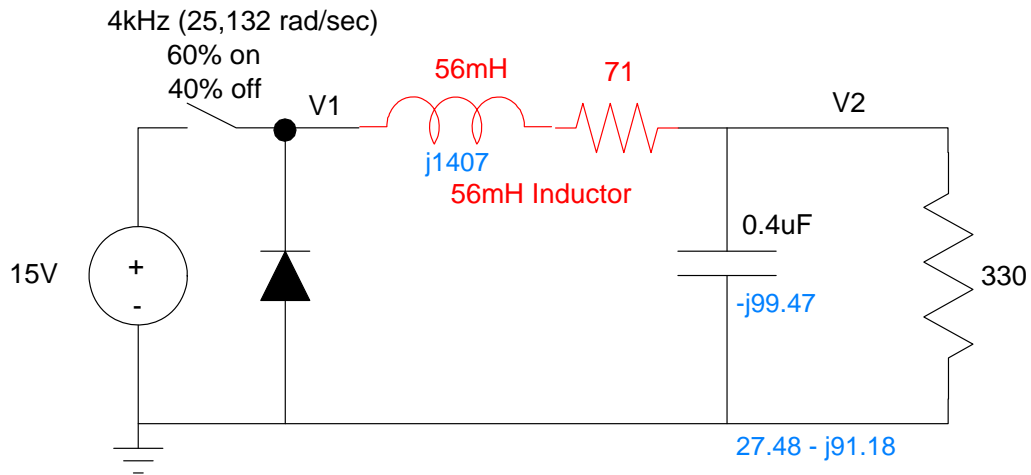 4kHz (25,132 rad/sec)
60% on
40% off
V1
56mH
71
V2
j1407
56mH Inductor
0.4uF
15V
+
-
330
-j99.47
27.48 - j91.18